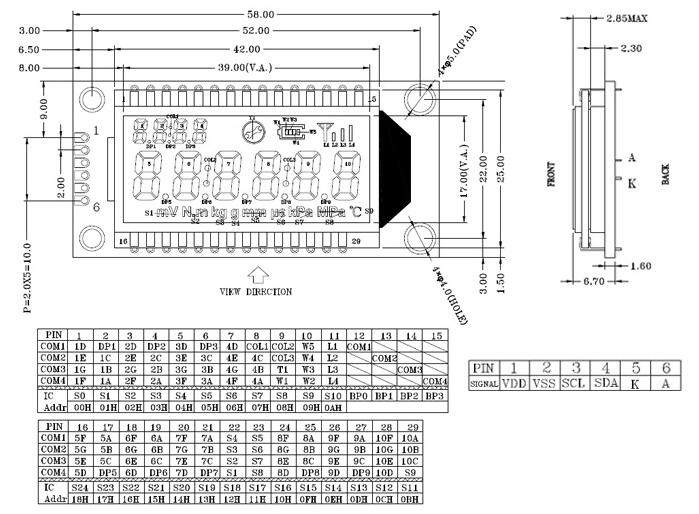 58.00
3.00 52.00
6.50 42.00
8.00 39.00(V.A.)
4*φ5.0(PAD)
2.85MAX
2.30
9.00
1 15
COM1
1 2 3 4
DP1 DP2 DP3
T1
W2 W3
W4 W5
W1
L1 L2 L3 L4
1
COL2 COL3
5 6 7 8 9 10
2.00
17.00(V.A.)
22.00
25.00
FRONT
A
K
BACK
DP5 DP6 DP7 DP8 DP9
6
S1 mV N.m kg g mm µε kPa MPa °C S9
S2 S3 S4 S5 S6 S7 S8
16 29
P=2.0X5=10.0
VIEW DIRECTION
4*φ4.0(HOLE)
3.00
1.50
1.60
6.70
PIN 1 2 3 4 5 6 7 8 9 10 11 12 13 14 15
COM1 1D DP1 2D DP2 3D DP3 4D COL1 COL2 W5 L1 COM1
COM2 1E 1C 2E 2C 3E 3C 4E 4C COL3 W4 L2 COM2
COM3 1G 1B 2G 2B 3G 3B 4G 4B T1 W3 L3 COM3
COM4 1F 1A 2F 2A 3F 3A 4F 4A W1 W2 L4 COM4
IC S0 S1 S2 S3 S4 S5 S6 S7 S8 S9 S10 BP0 BP1 BP2 BP3
Addr 00H 01H 02H 03H 04H 05H 06H 07H 08H 09H 0AH
PIN 1 2 3 4 5 6
SIGNAL VDD VSS SCL SDA K A
PIN 16 17 18 19 20 21 22 23 24 25 26 27 28 29
COM1 5F 5A 6F 6A 7F 7A S4 S5 8F 8A 9F 9A 10F 10A
COM2 5G 5B 6G 6B 7G 7B S3 S6 8G 8B 9G 9B 10G 10B
COM3 5E 5C 6E 6C 7E 7C S2 S7 8E 8C 9E 9C 10E 10C
COM4 5D DP5 6D DP6 7D DP7 S1 S8 8D DP8 9D DP9 10D S9
IC S24 S23 S22 S21 S20 S19 S18 S17 S16 S15 S14 S13 S12 S11
Addr 18H 17H 16H 15H 14H 13H 12H 11H 10H 0FH 0EH 0DH 0CH 0BH